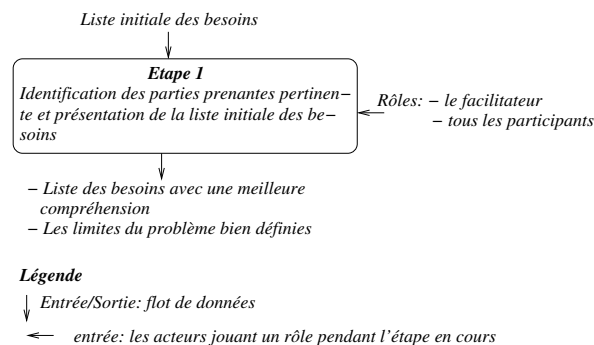 Liste initiale des besoins
Etape 1
Identification des parties prenantes pertinen-
te et présentation de la liste initiale des be-
soins
Rôles: - le facilitateur
- tous les participants
- Liste des besoins avec une meilleure
compréhension
- Les limites du problème bien définies
Légende
Entrée/Sortie: flot de données
entrée: les acteurs jouant un rôle pendant l'étape en cours